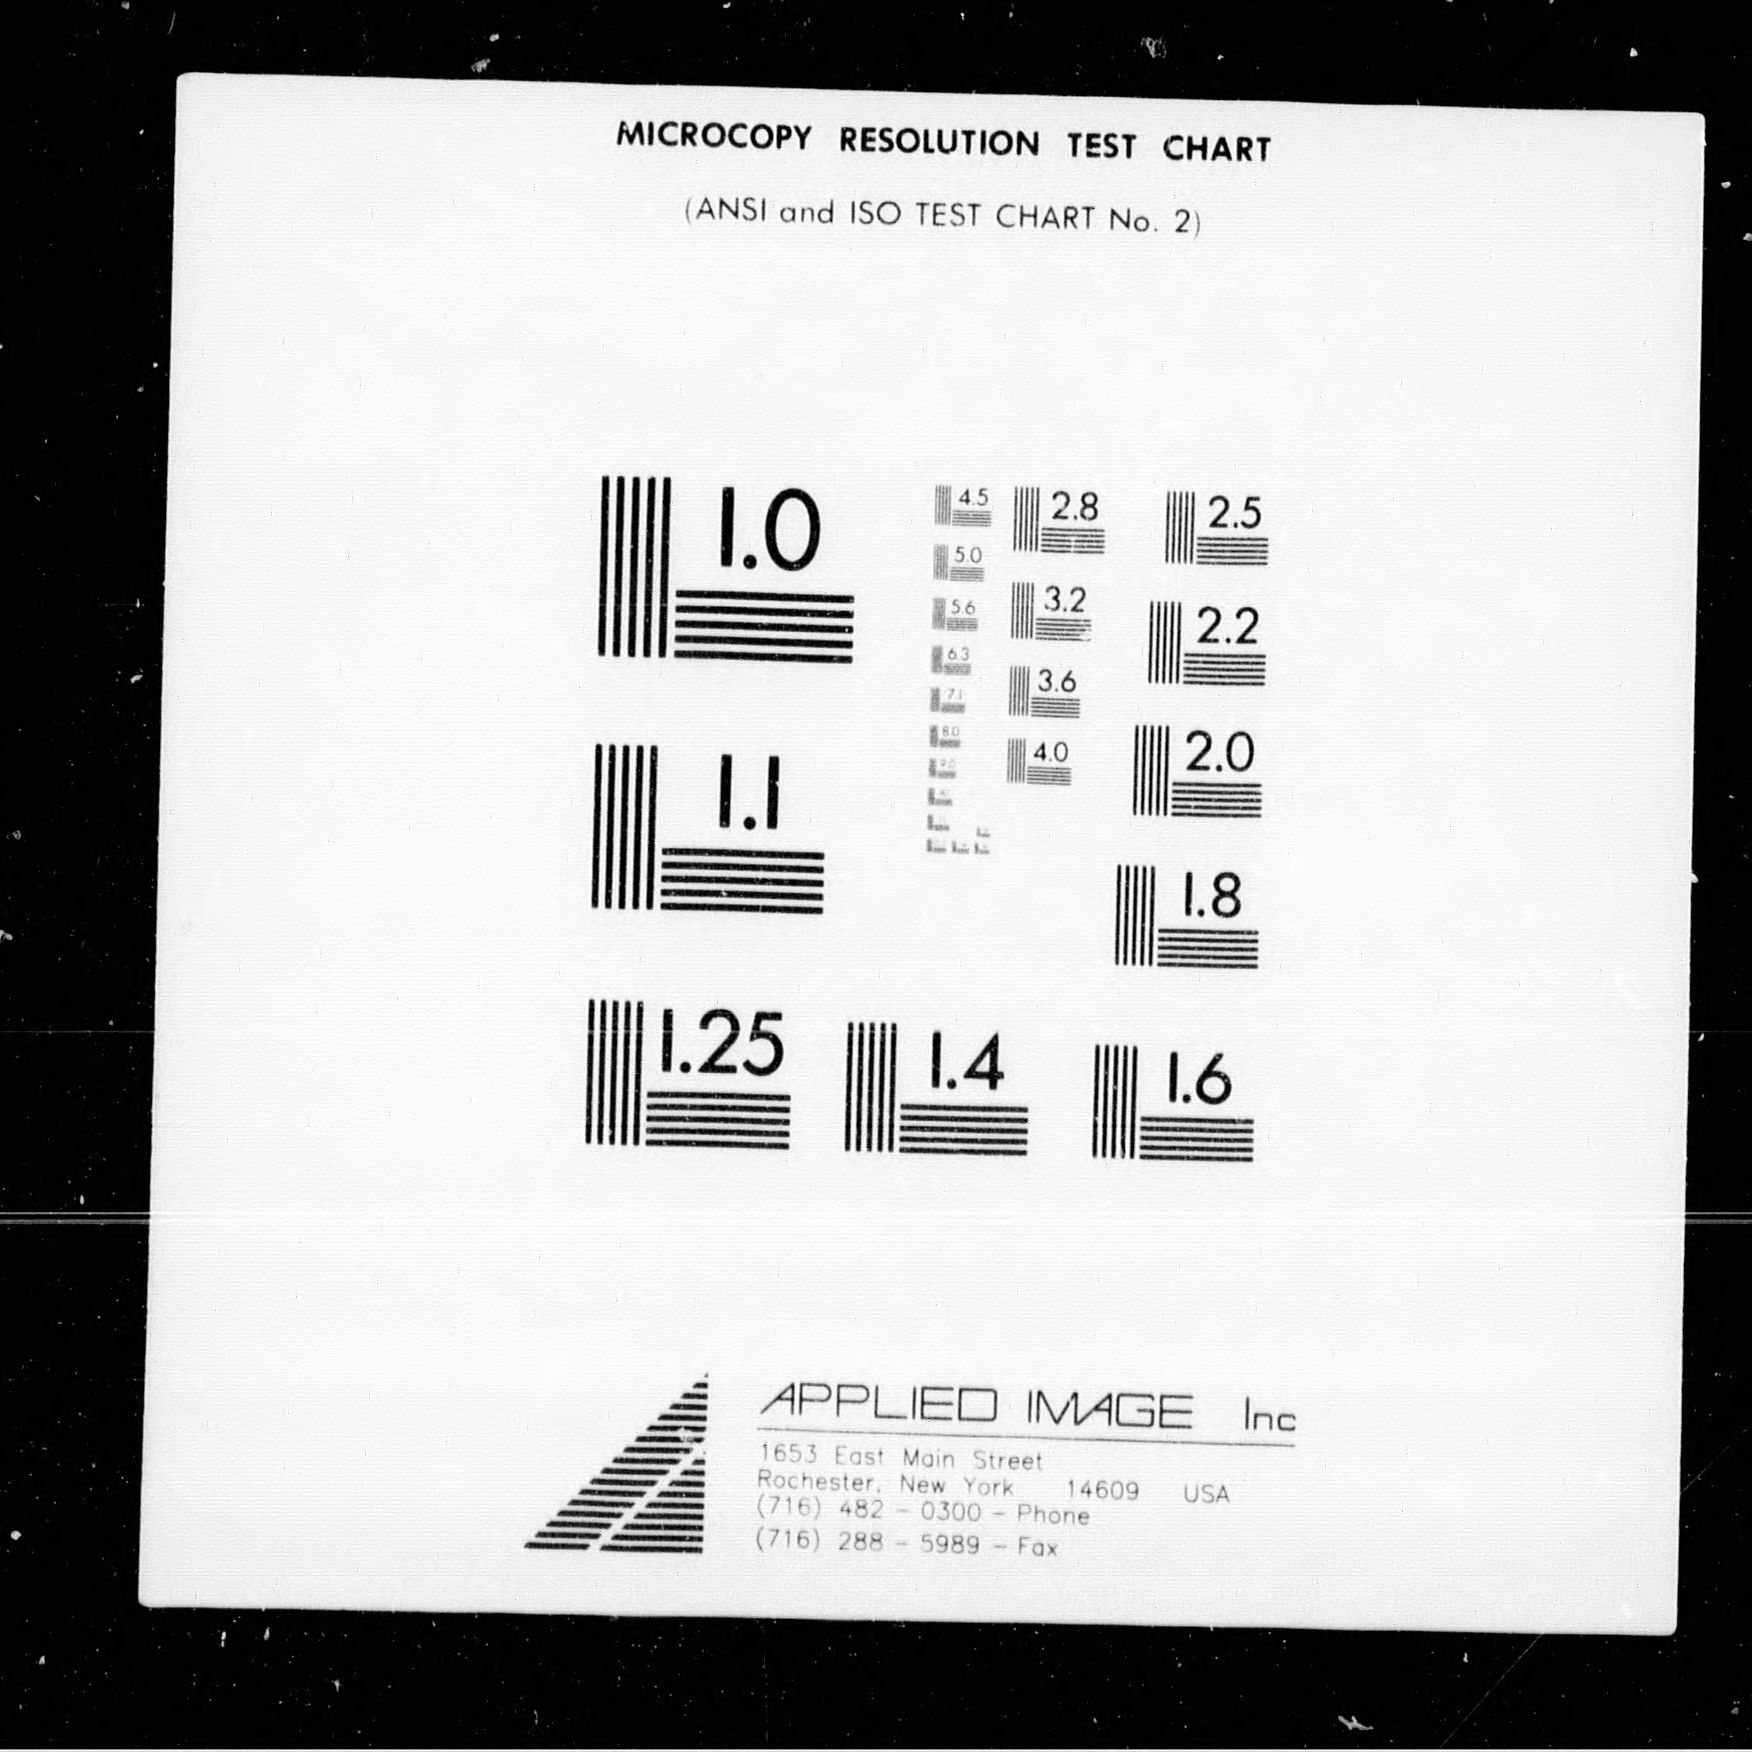 MICROCOPY RESOLUTION TEST CHART
(ANSI and ISO TEST CHART No. 2)
1.0
1.1
1.25
1.4
1.6
1.8
2.0
2.2
2.5
2.8
3.2
3.6
4.0
4.5
5.0
5.6
6.3
7.1
8.0
9.0
APPLIED IMAGE Inc
1653 East Main Street
Rochester, New York 14609 USA
(716) 482 - 0300 - Phone
(716) 288 - 5989 - Fax